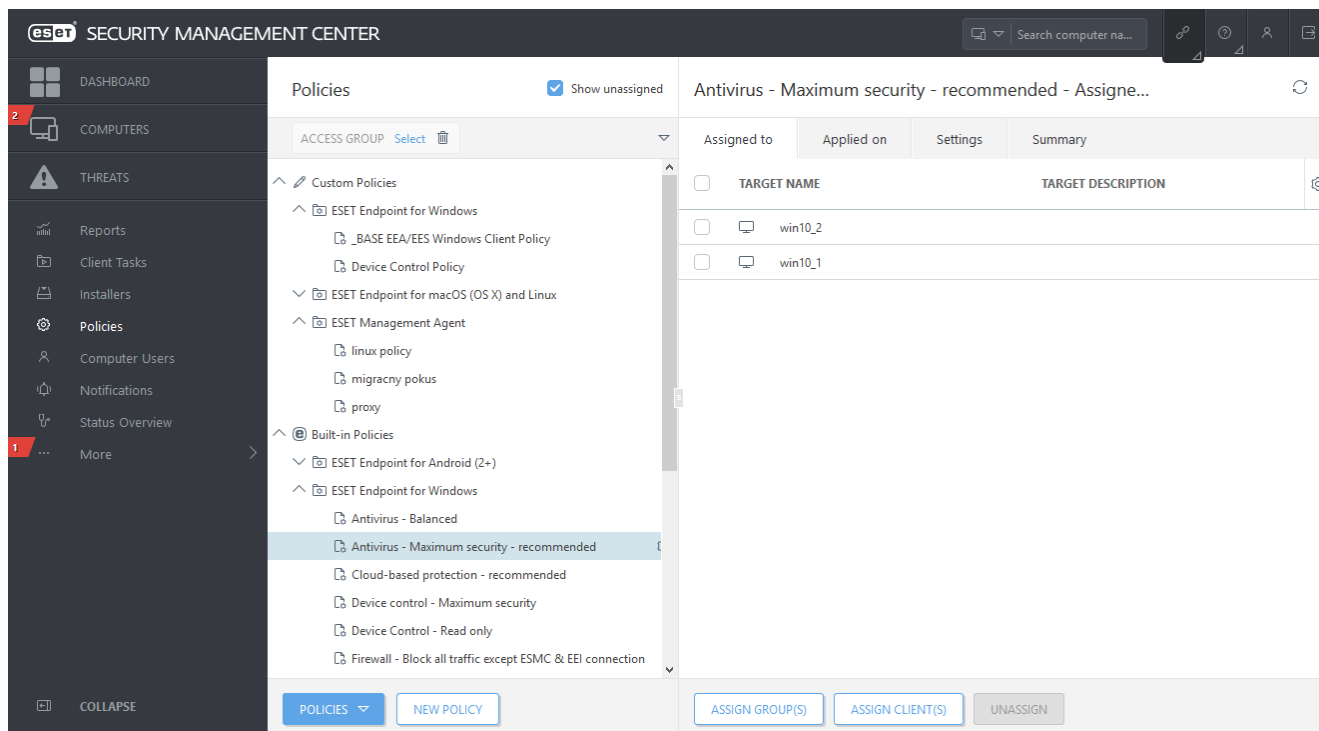 eset SECURITY MANAGEMENT CENTER
Search computer na...
DASHBOARD
2
COMPUTERS
THREATS
Reports
Client Tasks
Installers
Policies
Computer Users
Notifications
Status Overview
1
More
COLLAPSE
Policies
Show unassigned
ACCESS GROUP Select
Custom Policies
ESET Endpoint for Windows
_BASE EEA/EES Windows Client Policy
Device Control Policy
ESET Endpoint for macOS (OS X) and Linux
ESET Management Agent
linux policy
migracny pokus
proxy
Built-in Policies
ESET Endpoint for Android (2+)
ESET Endpoint for Windows
Antivirus - Balanced
Antivirus - Maximum security - recommended
Cloud-based protection - recommended
Device control - Maximum security
Device Control - Read only
Firewall - Block all traffic except ESMC & EEI connection
POLICIES
NEW POLICY
Antivirus - Maximum security - recommended - Assigne...
Assigned to Applied on Settings Summary
TARGET NAME TARGET DESCRIPTION
win10_2
win10_1
ASSIGN GROUP(S) ASSIGN CLIENT(S) UNASSIGN